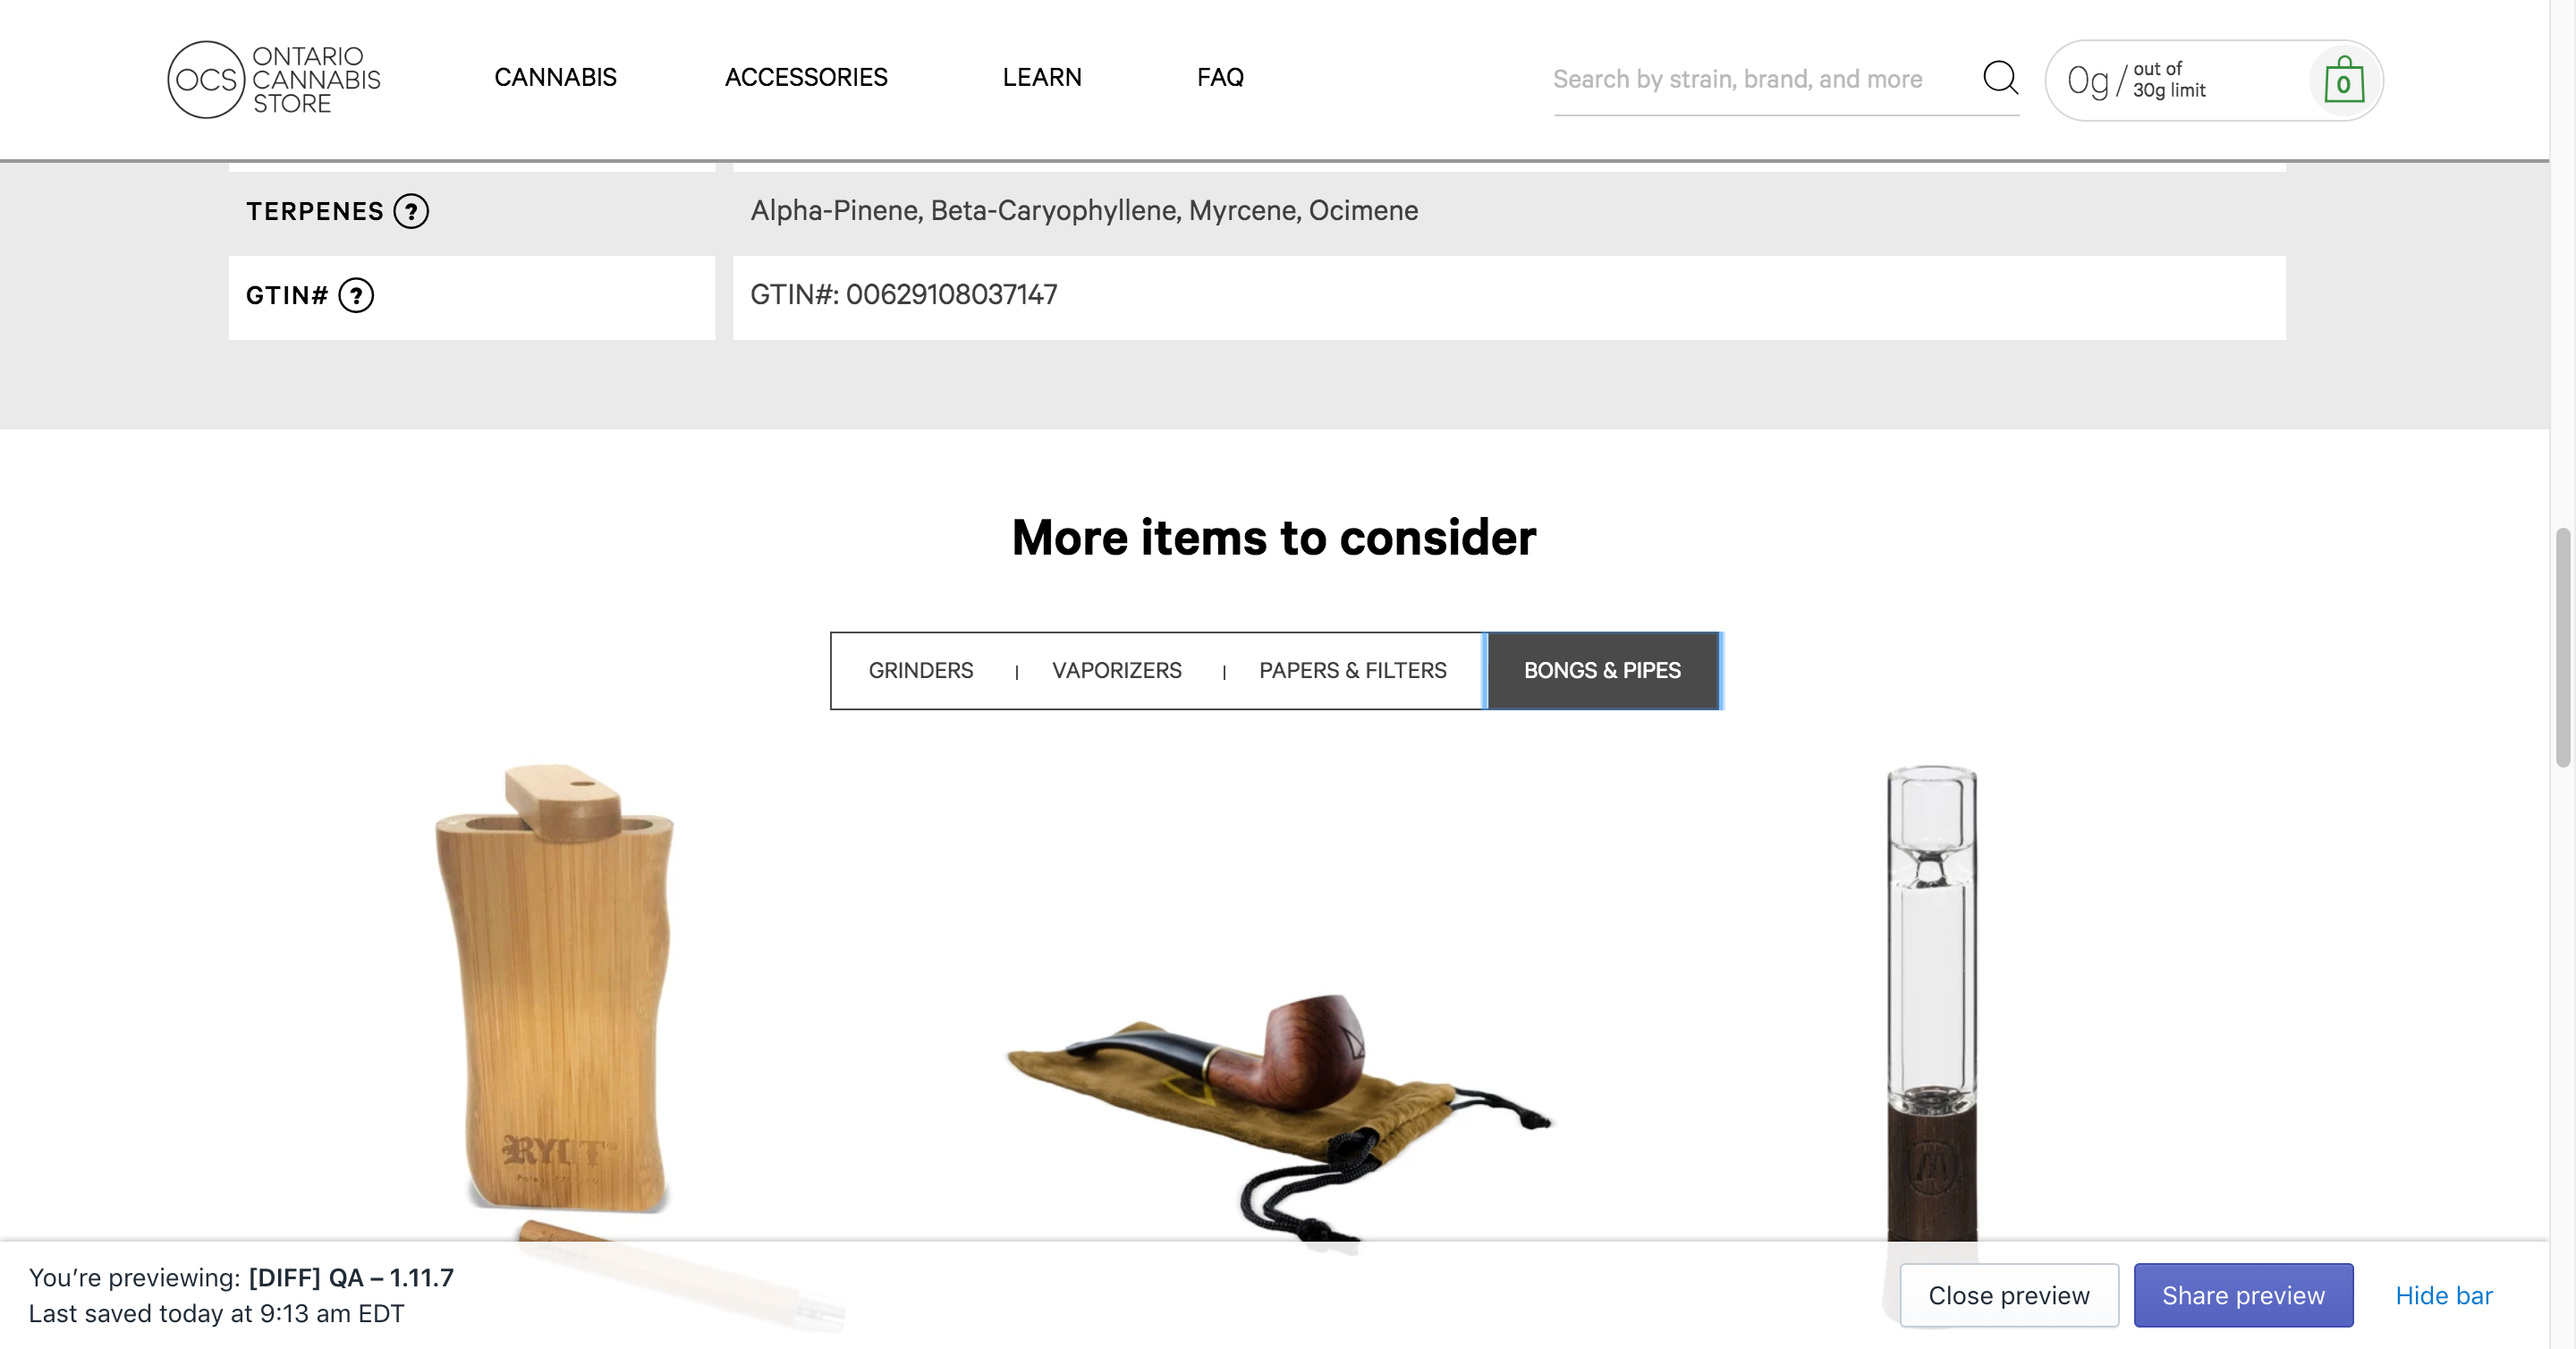 OCS
ONTARIO
CANNABIS
STORE
CANNABIS
ACCESSORIES
LEARN
FAQ
Search by strain, brand, and more
0g/
out of
30g limit
0
TERPENES ?
Alpha-Pinene, Beta-Caryophyllene, Myrcene, Ocimene
GTIN# ?
GTIN#: 00629108037147
More items to consider
GRINDERS | VAPORIZERS | PAPERS & FILTERS
BONGS & PIPES
You’re previewing: [DIFF] QA – 1.11.7
Last saved today at 9:13 am EDT
Close preview
Share preview
Hide bar